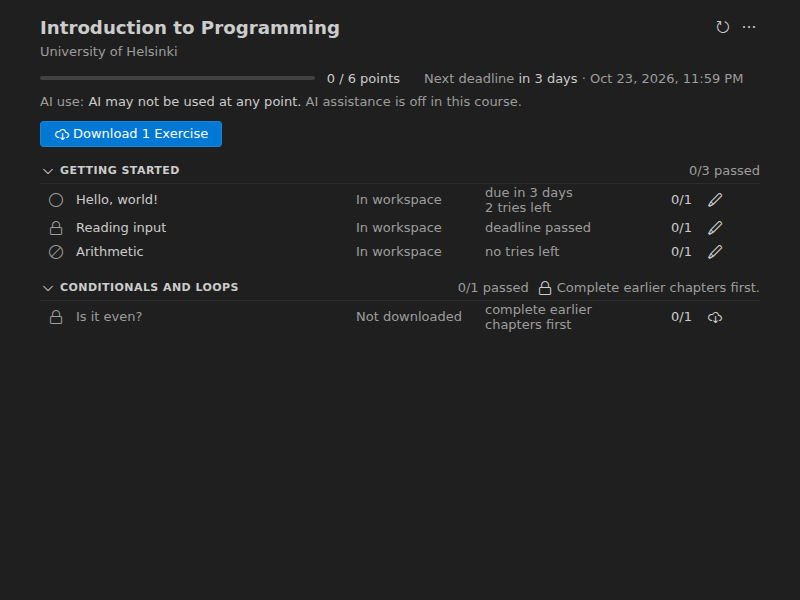 Introduction to Programming
University of Helsinki
0 / 6 points Next deadline in 3 days · Oct 23, 2026, 11:59 PM
AI use: AI may not be used at any point. AI assistance is off in this course.
Download 1 Exercise
GETTING STARTED 0/3 passed
Hello, world! In workspace due in 3 days 0/1
2 tries left
Reading input In workspace deadline passed 0/1
Arithmetic In workspace no tries left 0/1
CONDITIONALS AND LOOPS 0/1 passed Complete earlier chapters first.
Is it even? Not downloaded complete earlier 0/1
chapters first